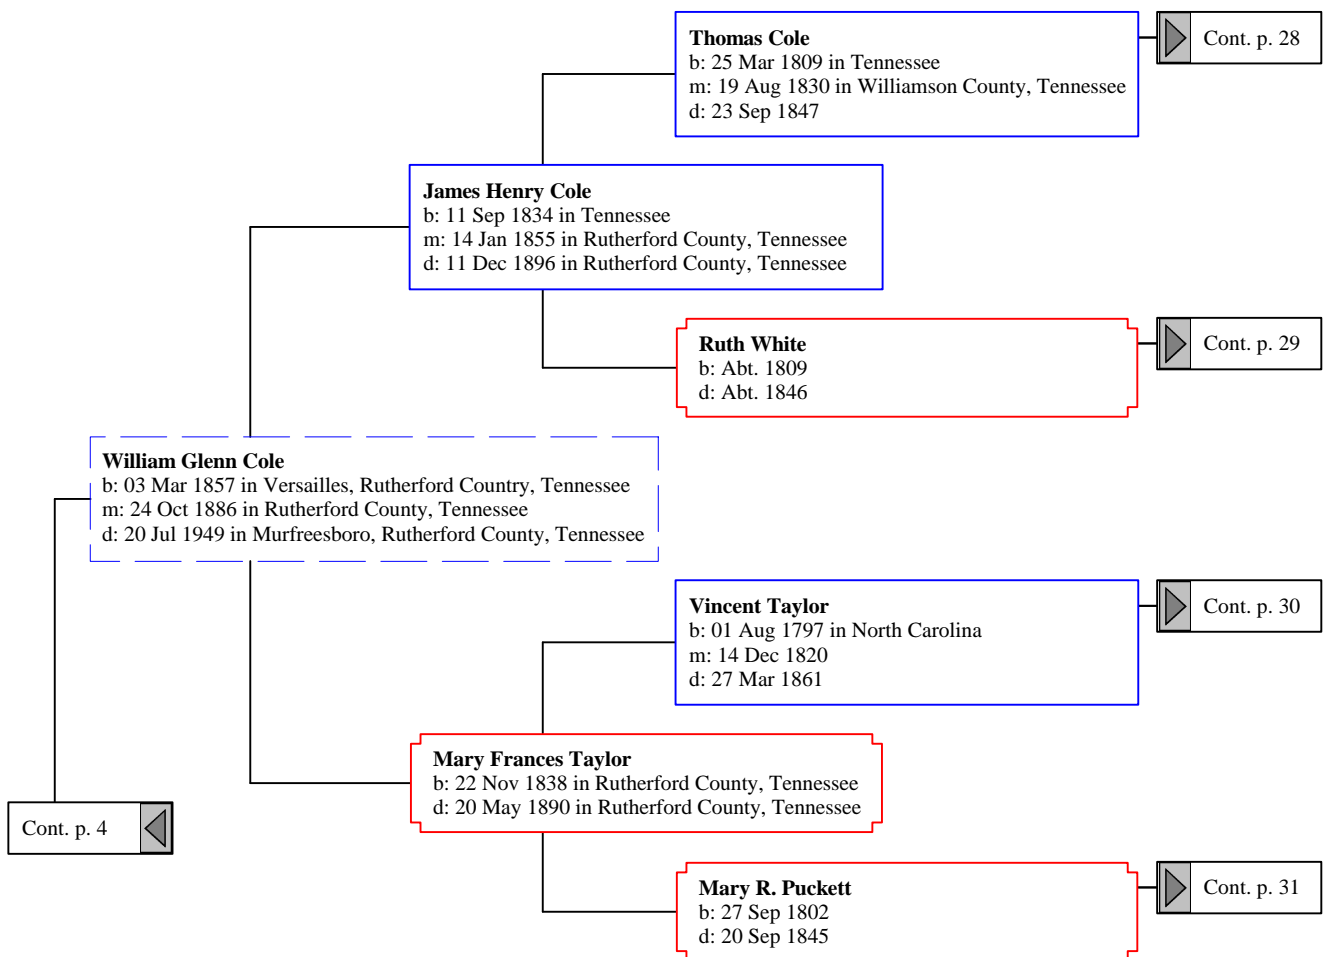 Thomas Cole
b: 25 Mar 1809 in Tennessee
m: 19 Aug 1830 in Williamson County, Tennessee
d: 23 Sep 1847
Cont. p. 28
James Henry Cole
b: 11 Sep 1834 in Tennessee
m: 14 Jan 1855 in Rutherford County, Tennessee
d: 11 Dec 1896 in Rutherford County, Tennessee
Ruth White
b: Abt. 1809
d: Abt. 1846
Cont. p. 29
William Glenn Cole
b: 03 Mar 1857 in Versailles, Rutherford Country, Tennessee
m: 24 Oct 1886 in Rutherford County, Tennessee
d: 20 Jul 1949 in Murfreesboro, Rutherford County, Tennessee
Vincent Taylor
b: 01 Aug 1797 in North Carolina
m: 14 Dec 1820
d: 27 Mar 1861
Cont. p. 30
Mary Frances Taylor
b: 22 Nov 1838 in Rutherford County, Tennessee
d: 20 May 1890 in Rutherford County, Tennessee
Cont. p. 4
Mary R. Puckett
b: 27 Sep 1802
d: 20 Sep 1845
Cont. p. 31